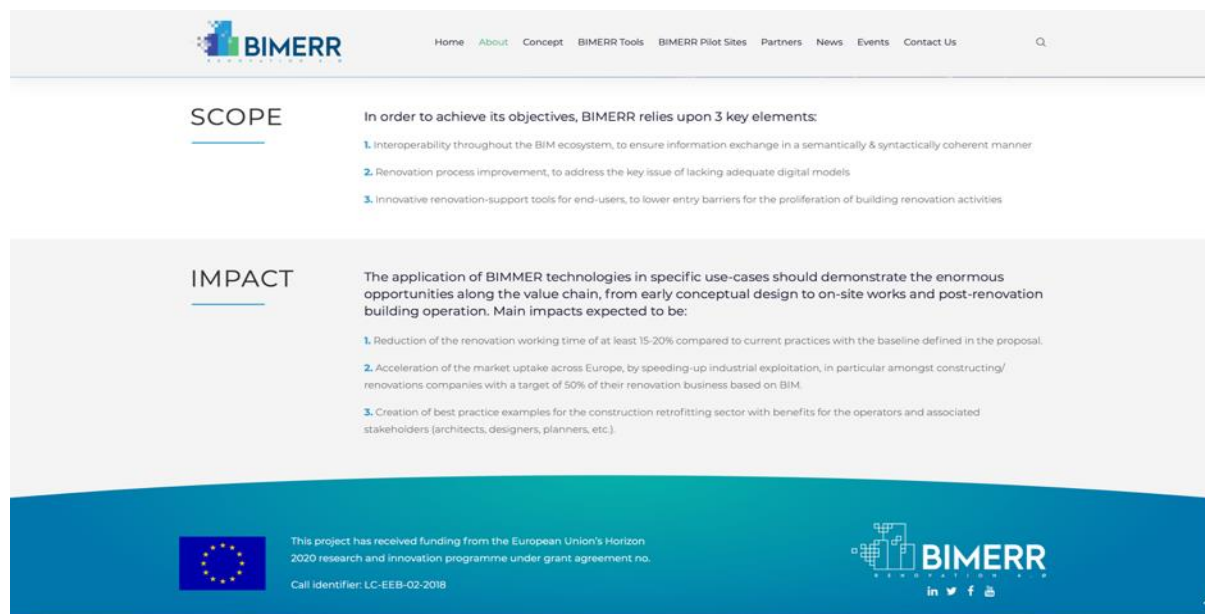 BIMERR
RENOVATION 4.0
Home About Concept BIMERR Tools BIMERR Pilot Sites Partners News Events Contact Us
SCOPE
In order to achieve its objectives, BIMERR relies upon 3 key elements:
1. Interoperability throughout the BIM ecosystem, to ensure information exchange in a semantically & syntactically coherent manner
2. Renovation process improvement, to address the key issue of lacking adequate digital models
3. Innovative renovation-support tools for end-users, to lower entry barriers for the proliferation of building renovation activities
IMPACT
The application of BIMMER technologies in specific use-cases should demonstrate the enormous
opportunities along the value chain, from early conceptual design to on-site works and post-renovation
building operation. Main impacts expected to be:
1. Reduction of the renovation working time of at least 15-20% compared to current practices with the baseline defined in the proposal.
2. Acceleration of the market uptake across Europe, by speeding-up industrial exploitation, in particular amongst constructing/
renovations companies with a target of 50% of their renovation business based on BIM.
3. Creation of best practice examples for the construction retrofitting sector with benefits for the operators and associated
stakeholders (architects, designers, planners, etc.).
This project has received funding from the European Union's Horizon
2020 research and innovation programme under grant agreement no.
Call identifier: LC-EEB-02-2018
BIMERR
RENOVATION 4.0